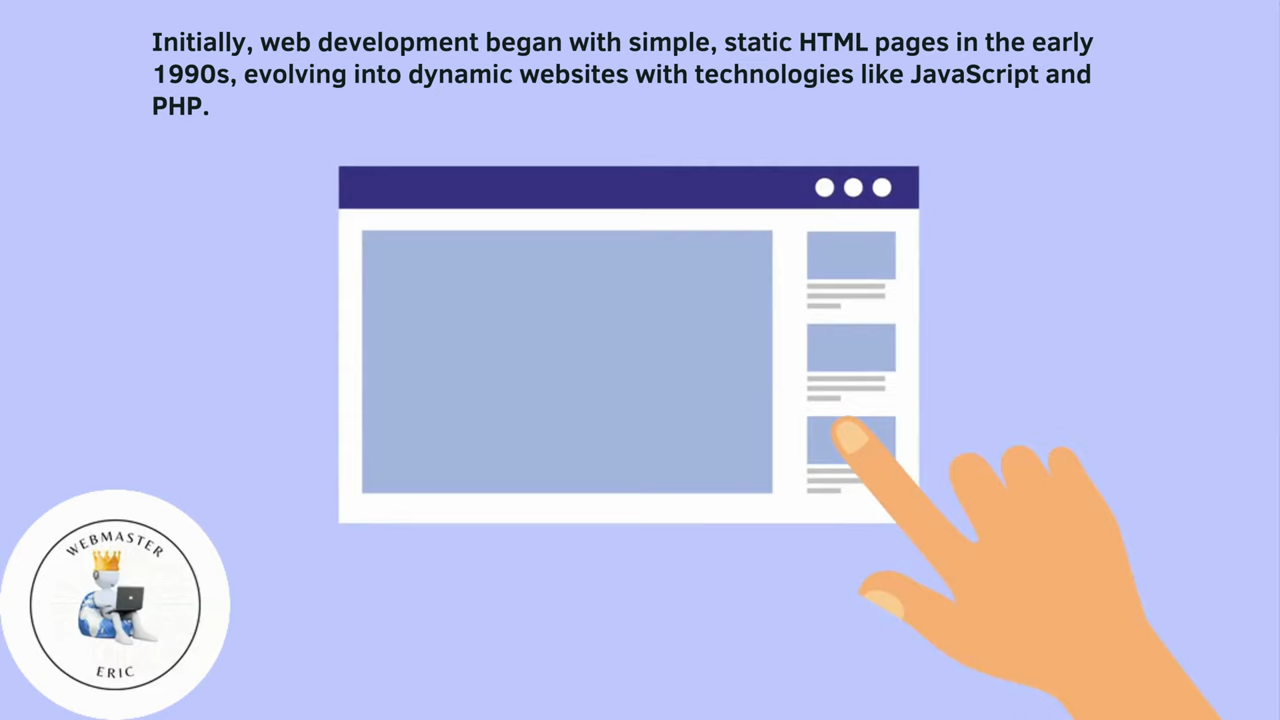 Initially, web development began with simple, static HTML pages in the early
1990s, evolving into dynamic websites with technologies like JavaScript and
PHP.
WEBMASTER
ERIC